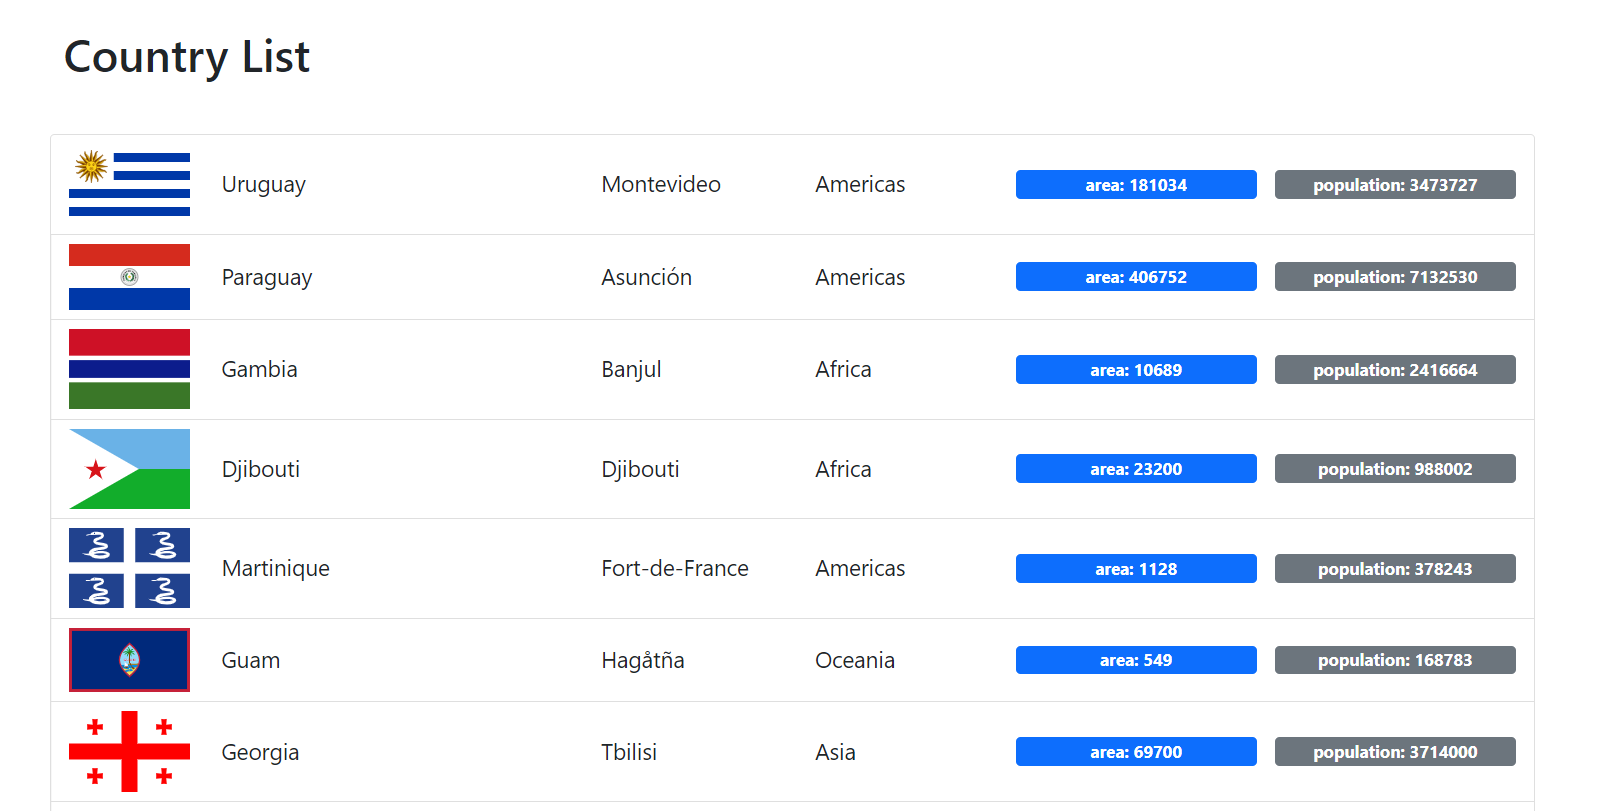 Country List
Uruguay Montevideo Americas area: 181034 population: 3473727
Paraguay Asunción Americas area: 406752 population: 7132530
Gambia Banjul Africa area: 10689 population: 2416664
Djibouti Djibouti Africa area: 23200 population: 988002
Martinique Fort-de-France Americas area: 1128 population: 378243
Guam Hagåtña Oceania area: 549 population: 168783
Georgia Tbilisi Asia area: 69700 population: 3714000